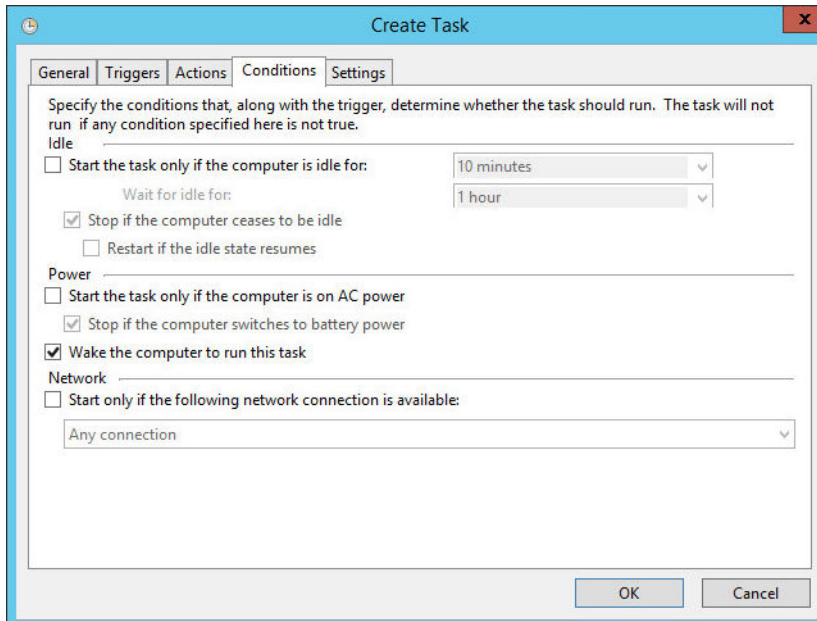 Create Task
x
General Triggers Actions Conditions Settings
Specify the conditions that, along with the trigger, determine whether the task should run. The task will not
run if any condition specified here is not true.
Idle
Start the task only if the computer is idle for: 10 minutes
Wait for idle for: 1 hour
Stop if the computer ceases to be idle
Restart if the idle state resumes
Power
Start the task only if the computer is on AC power
Stop if the computer switches to battery power
Wake the computer to run this task
Network
Start only if the following network connection is available:
Any connection
OK Cancel